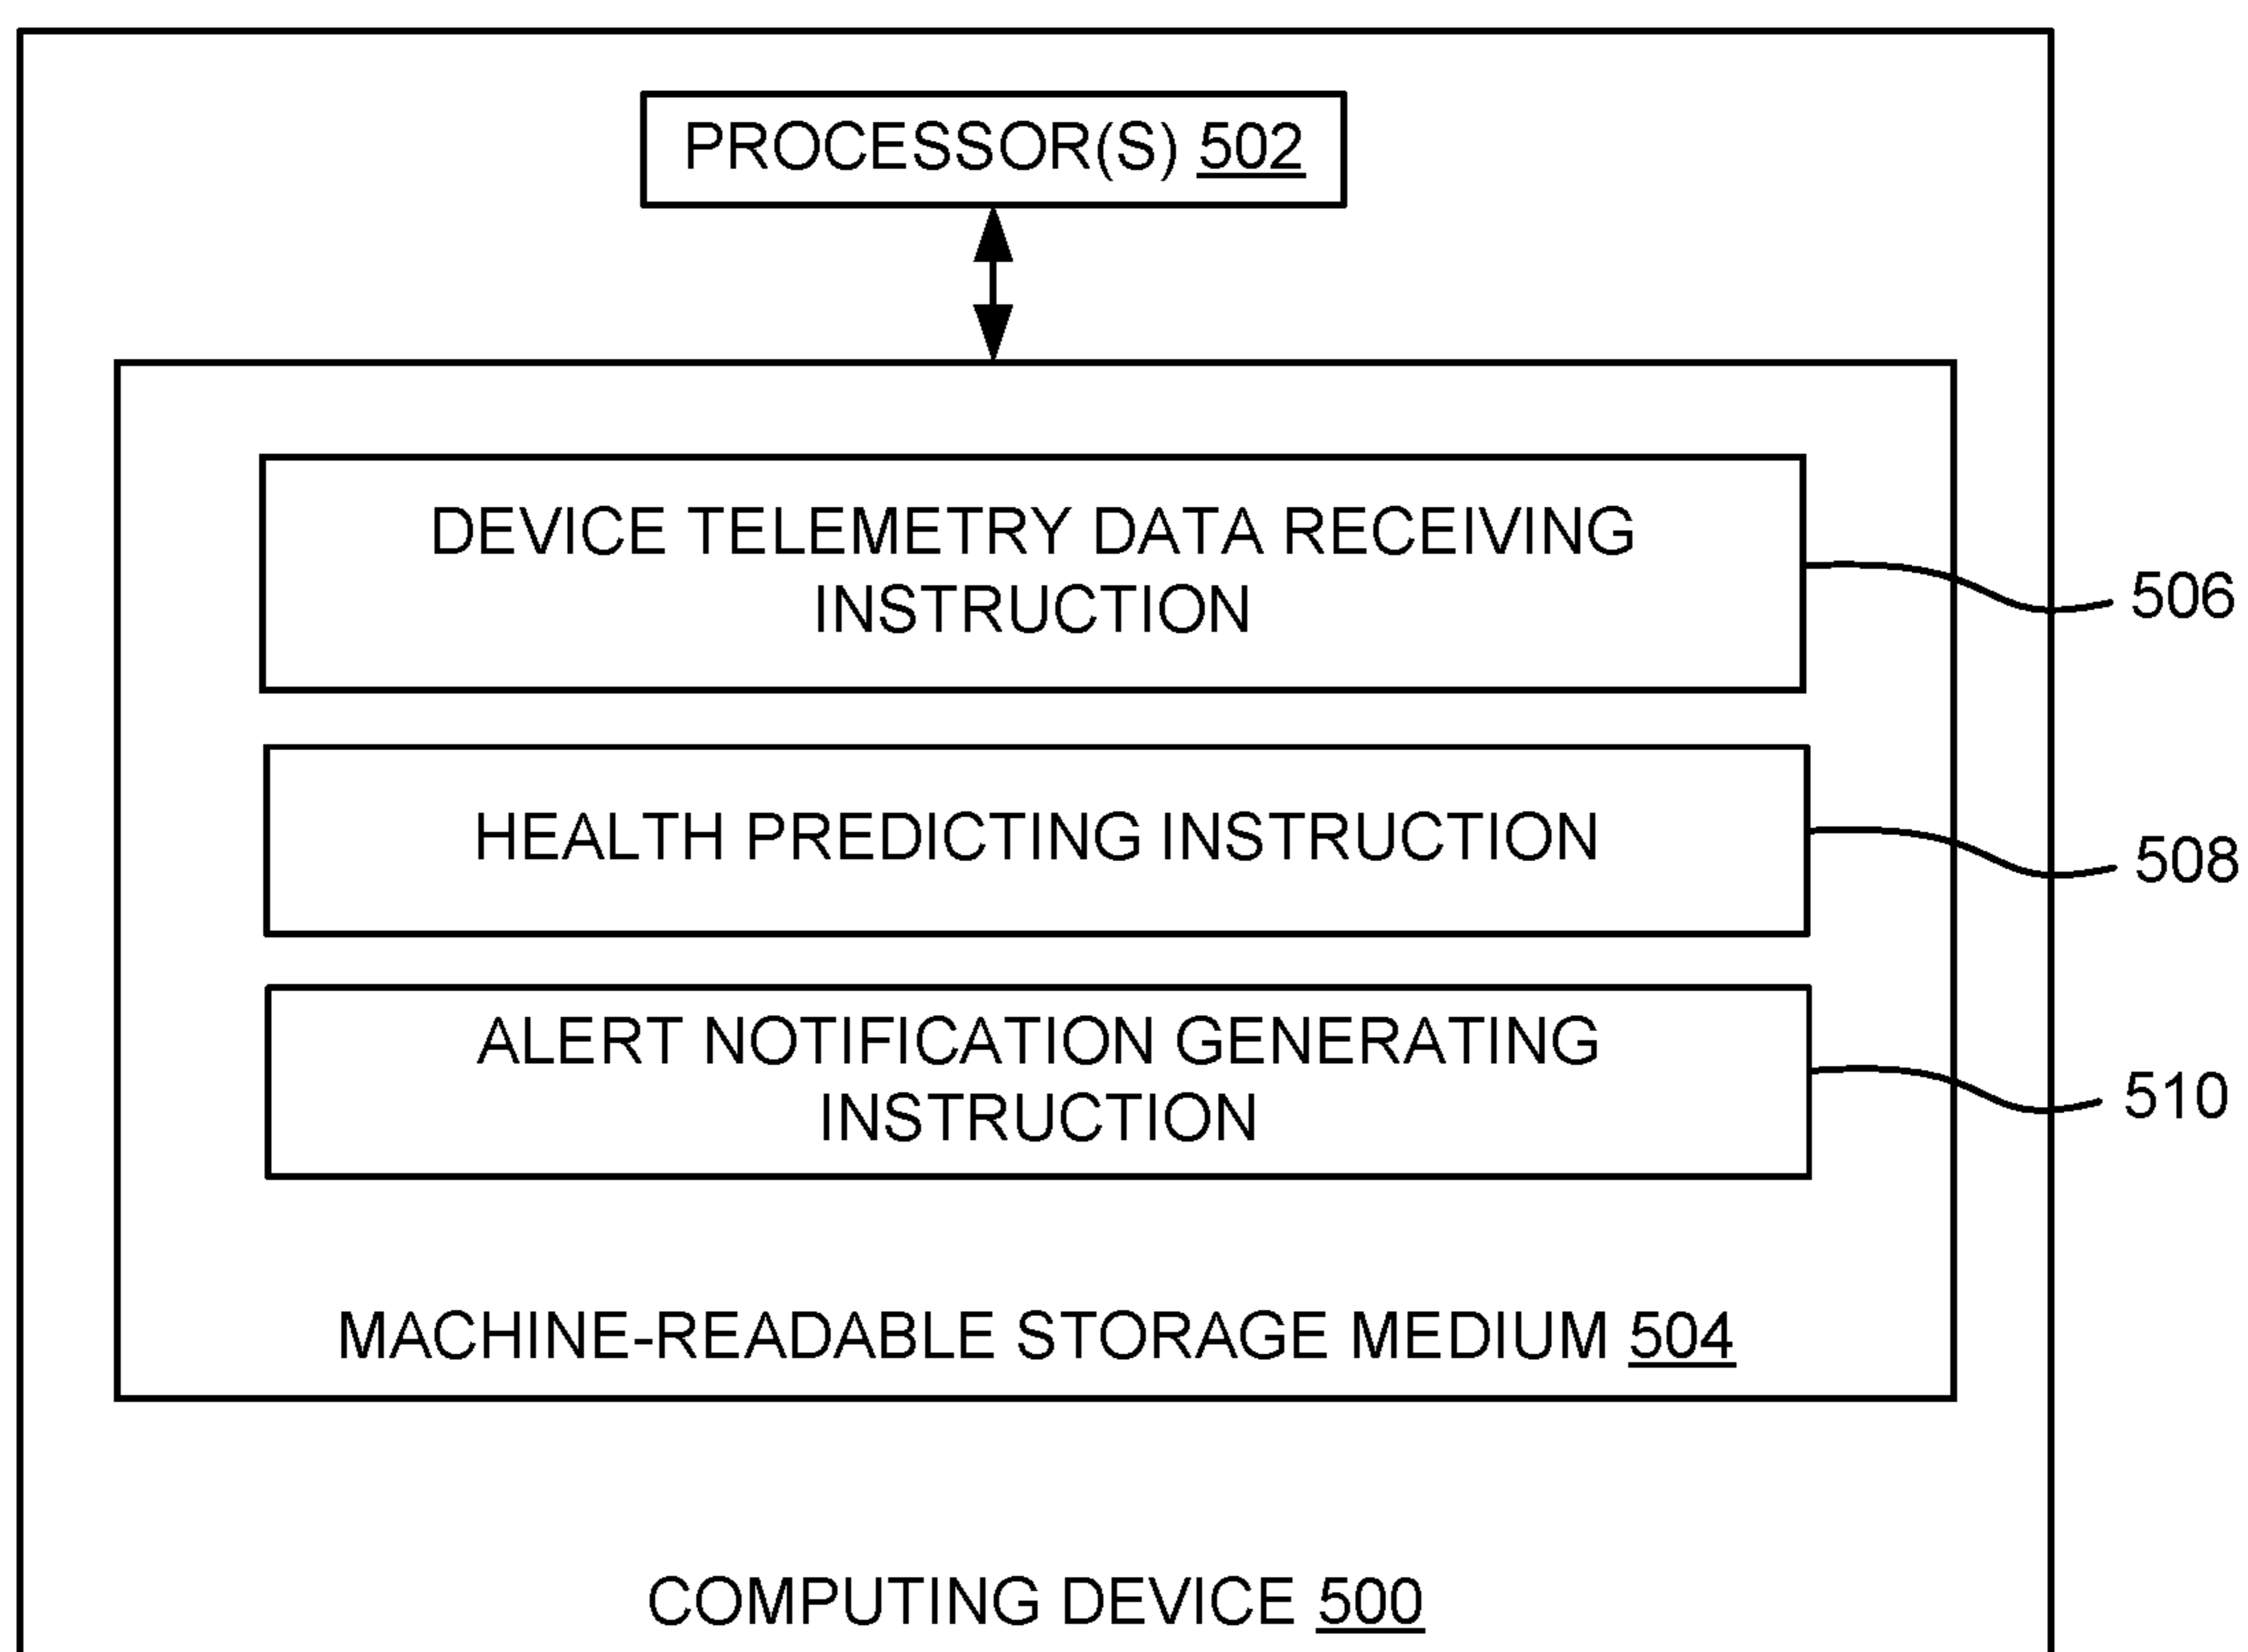 PROCESSOR(S) 502
DEVICE TELEMETRY DATA RECEIVING
INSTRUCTION
506
HEALTH PREDICTING INSTRUCTION
508
ALERT NOTIFICATION GENERATING
INSTRUCTION
510
MACHINE-READABLE STORAGE MEDIUM 504
COMPUTING DEVICE 500